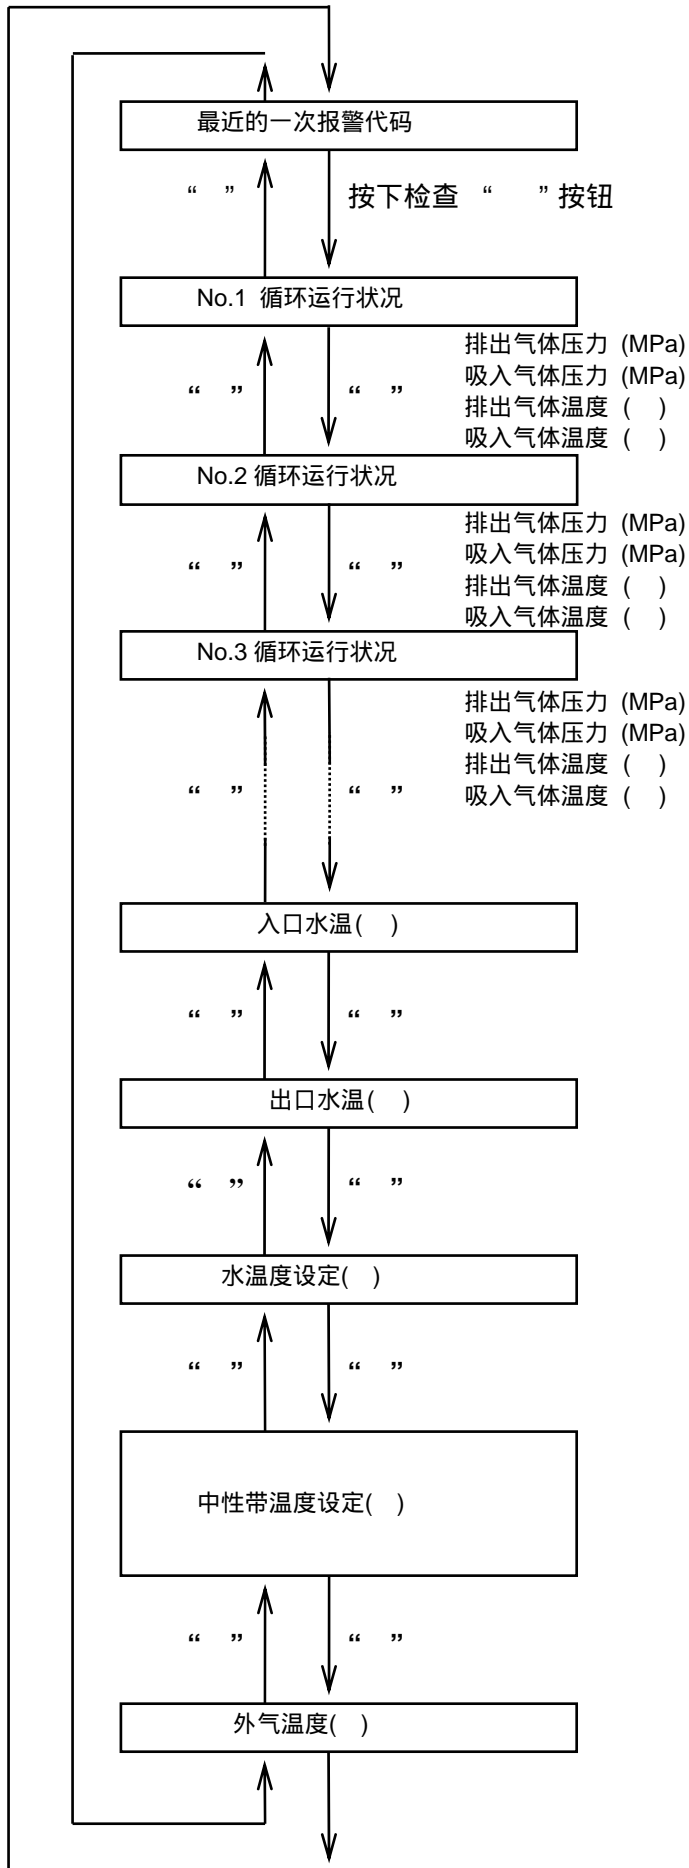 最近的一次报警代码
“ ” 按下检查 “ ” 按钮
No.1 循环运行状况
排出气体压力 (MPa)
吸入气体压力 (MPa)
“ ” “ ” 排出气体温度 ( )
吸入气体温度 ( )
No.2 循环运行状况
排出气体压力 (MPa)
吸入气体压力 (MPa)
“ ” “ ” 排出气体温度 ( )
吸入气体温度 ( )
No.3 循环运行状况
排出气体压力 (MPa)
吸入气体压力 (MPa)
排出气体温度 ( )
“ ” “ ” 吸入气体温度 ( )
入口水温( )
“ ” “ ”
出口水温( )
“ ” “ ”
水温度设定( )
“ ” “ ”
中性带温度设定( )
“ ” “ ”
外气温度( )